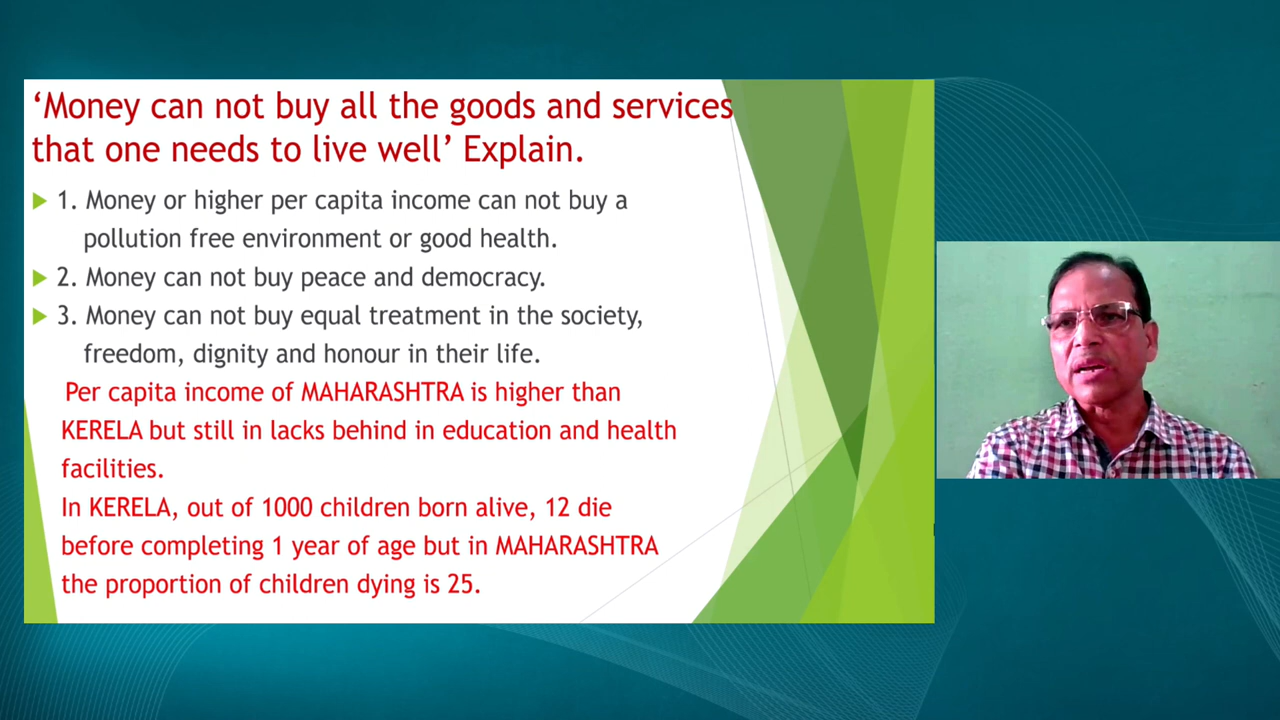 ‘Money can not buy all the goods and services
that one needs to live well’ Explain.
1. Money or higher per capita income can not buy a
pollution free environment or good health.
2. Money can not buy peace and democracy.
3. Money can not buy equal treatment in the society,
freedom, dignity and honour in their life.
Per capita income of MAHARASHTRA is higher than
KERELA but still in lacks behind in education and health
facilities.
In KERELA, out of 1000 children born alive, 12 die
before completing 1 year of age but in MAHARASHTRA
the proportion of children dying is 25.